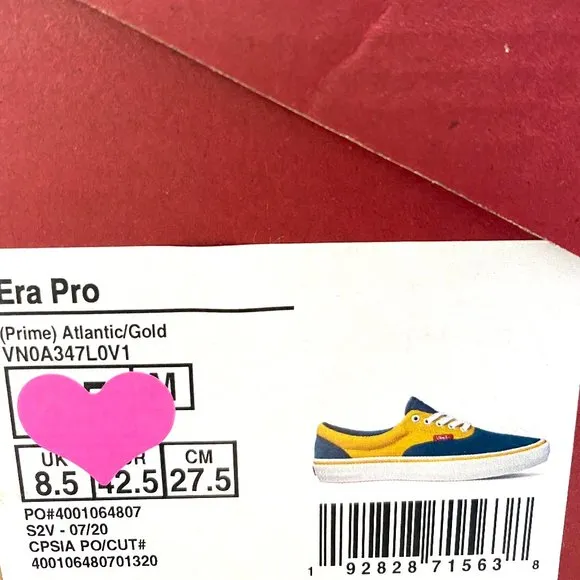 Era Pro
(Prime) Atlantic/Gold
VN0A347L0V1
M
UK CM
8.5 42.5 27.5
PO#4001064807
S2V - 07/20
CPSIA PO/CUT#
400106480701320
1 92828 71563 8